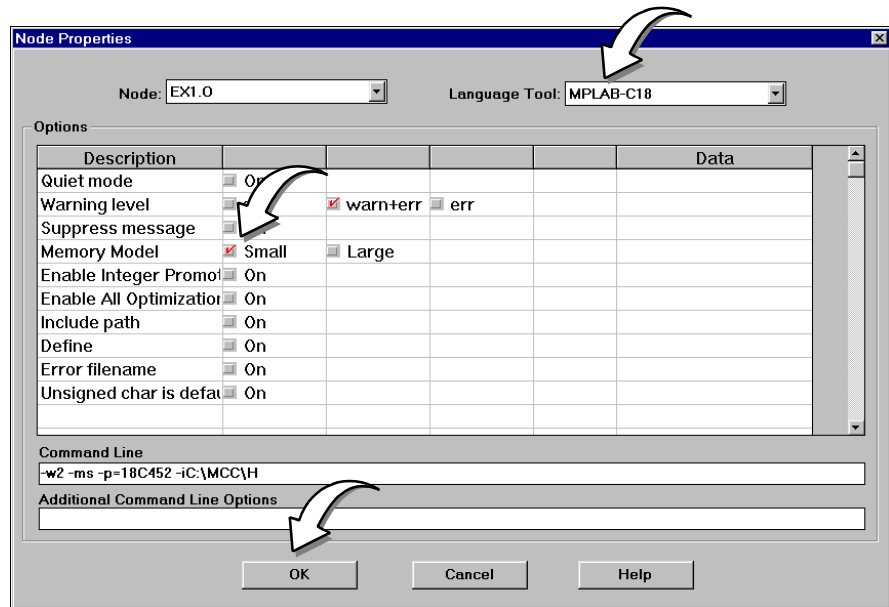 Node Properties
Node: EX1.O Language Tool: MPLAB-C18
Options
Description Data
Quiet mode
Warning level warn+err err
Suppress message
Memory Model Small Large
Enable Integer Promot On
Enable All Optimization On
Include path On
Define On
Error filename On
Unsigned char is defau On
Command Line
-w2 -ms -p=18C452 -iC:\MCC\H
Additional Command Line Options
OK Cancel Help